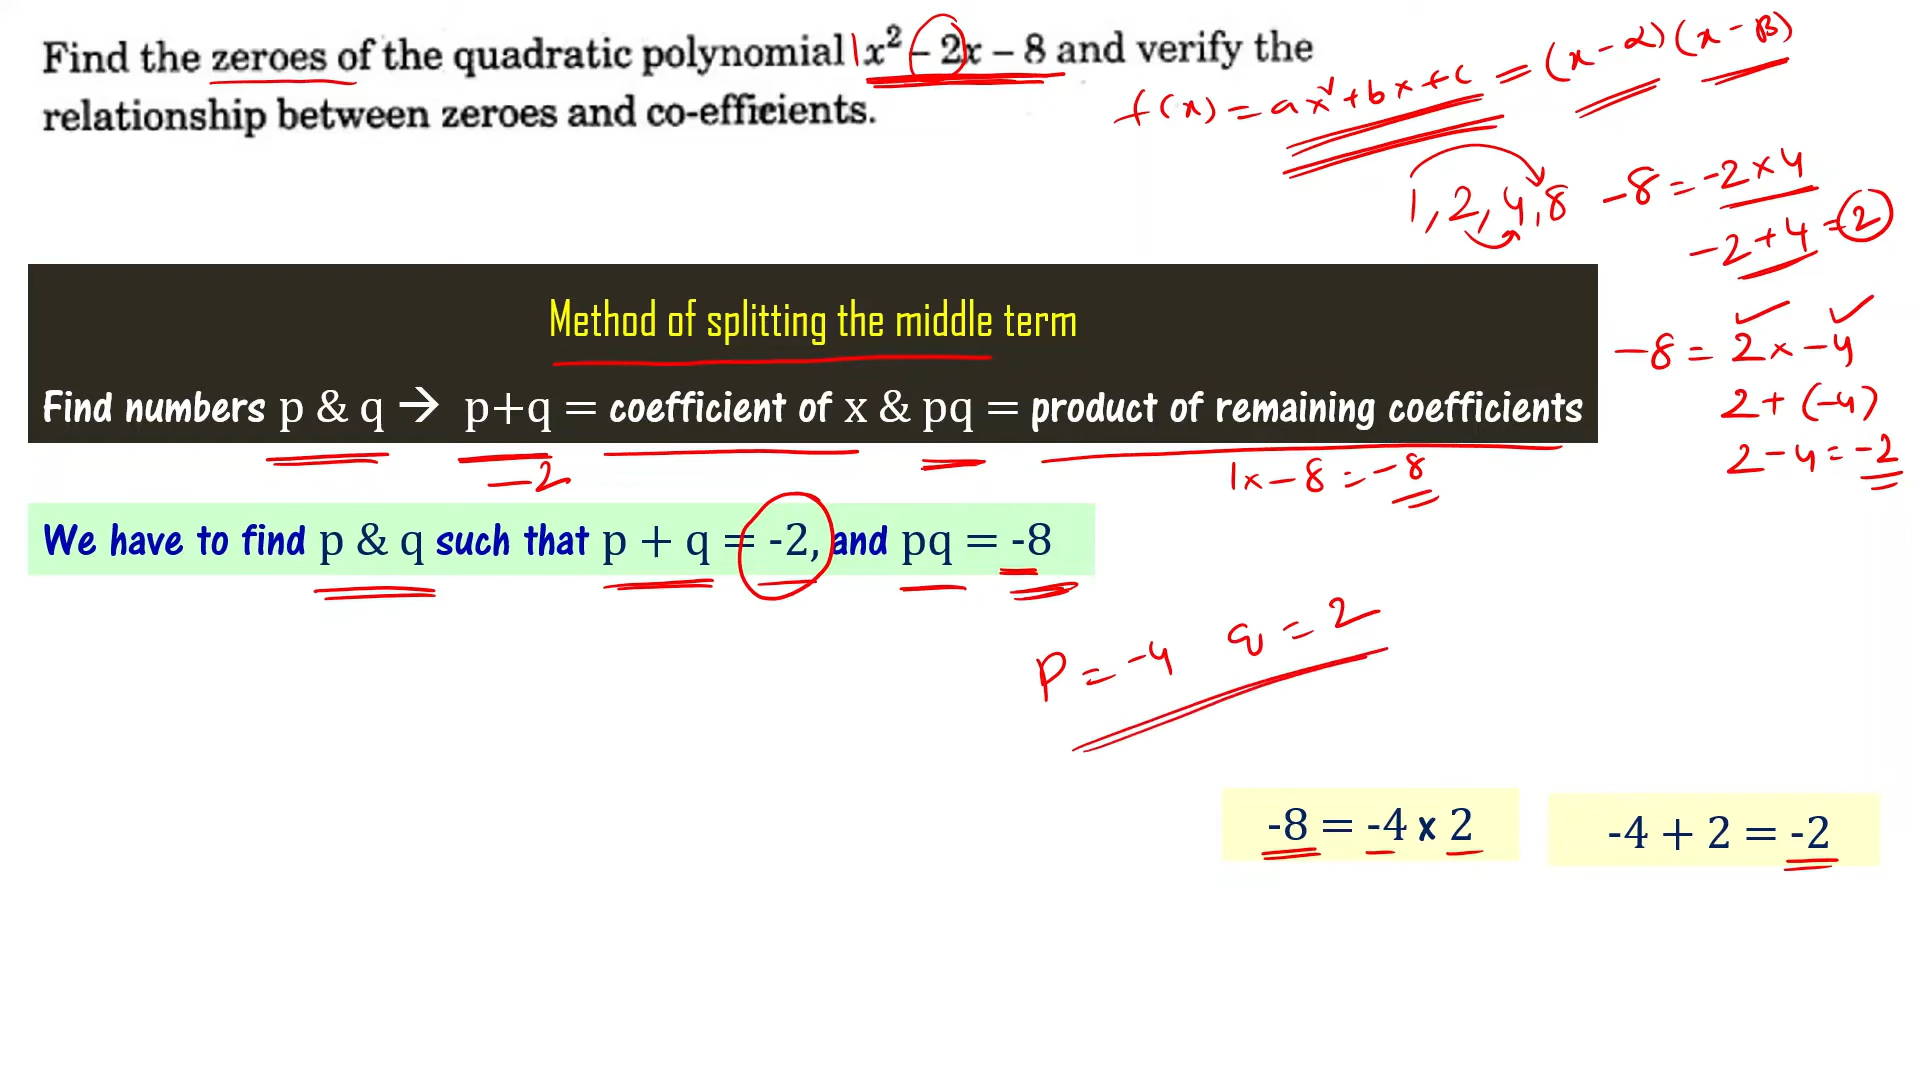 Find the zeroes of the quadratic polynomial 1x² – 2x – 8 and verify the
relationship between zeroes and co-efficients.
f(x) = ax² + bx + c = (x - α)(x - β)
1, 2, 4, 8
-8 = -2 x 4
-2 + 4 = 2
Method of splitting the middle term
Find numbers p & q → p+q = coefficient of x & pq = product of remaining coefficients
-8 = 2 x -4
2 + (-4)
2 - 4 = -2
-2
1x - 8 = -8
We have to find p & q such that p + q = -2, and pq = -8
P = -4 q = 2
-8 = -4 x 2
-4 + 2 = -2